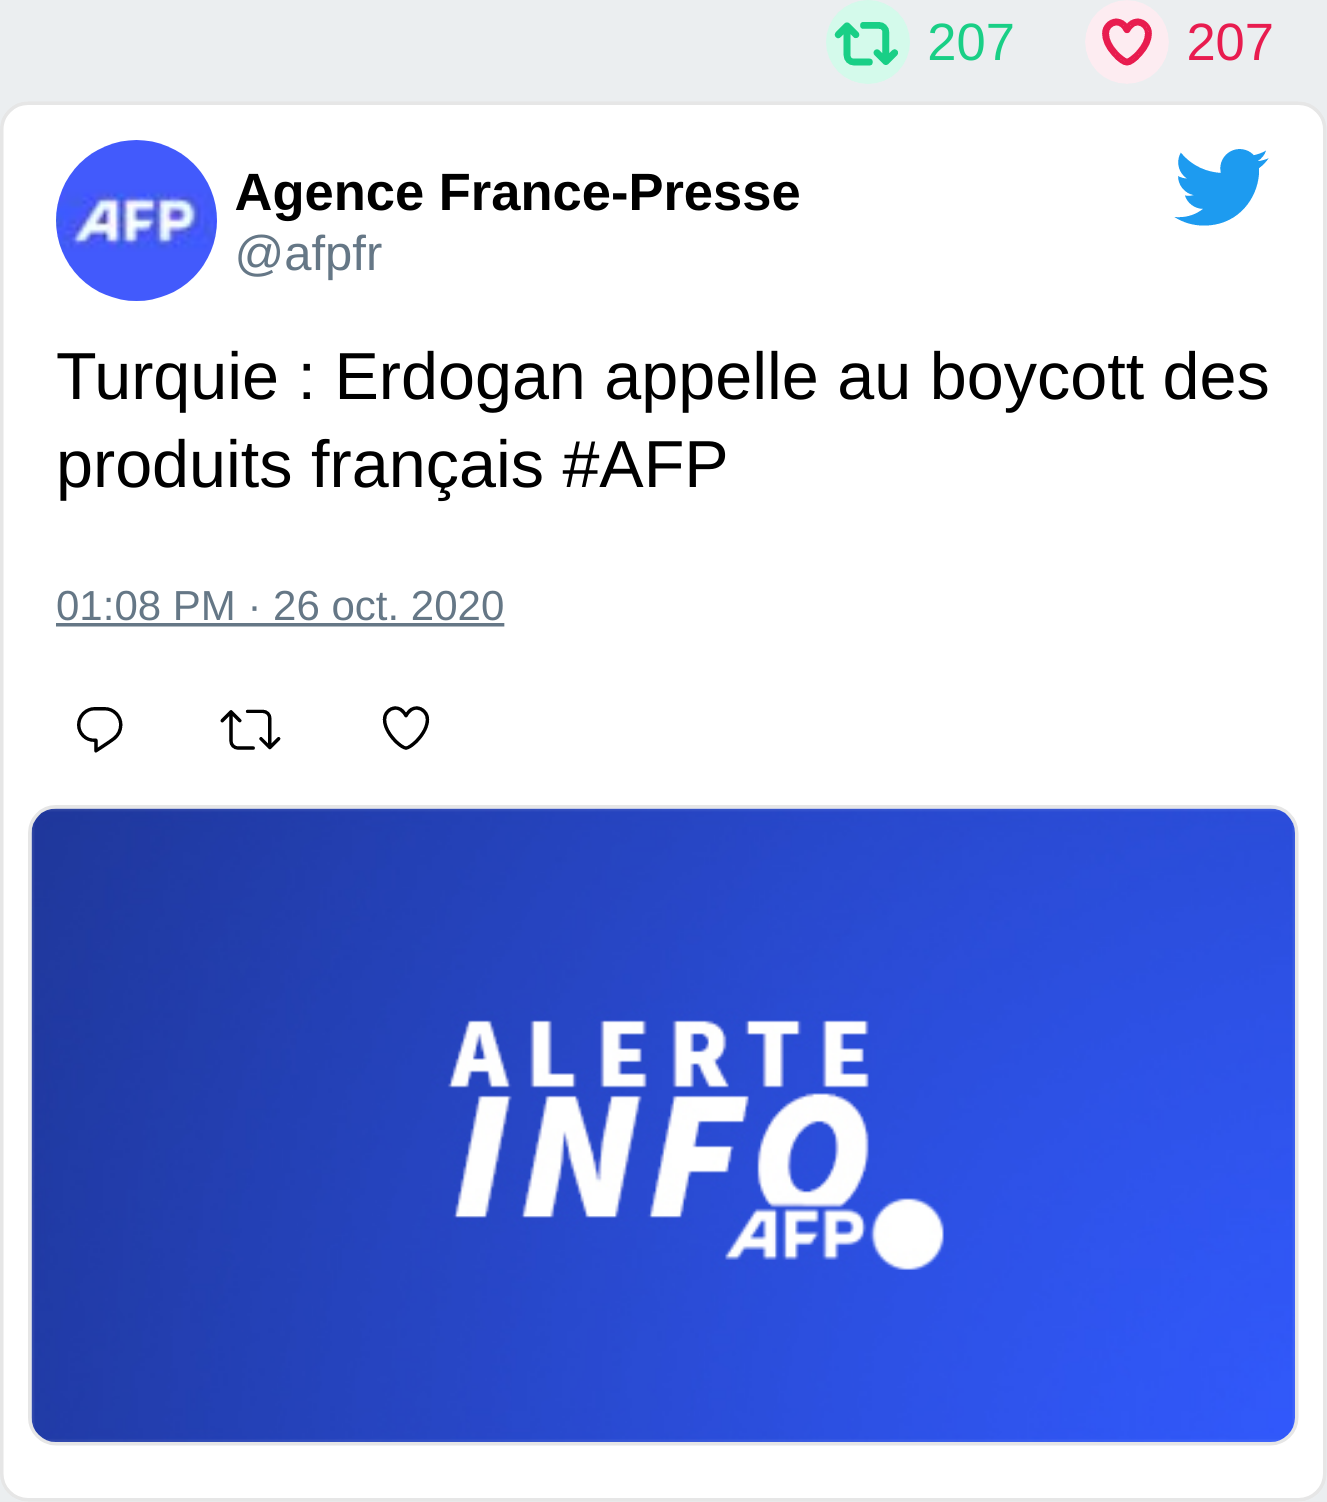 207 207
AFP
Agence France-Presse
@afpfr
Turquie : Erdogan appelle au boycott des
produits français #AFP
01:08 PM · 26 oct. 2020
ALERTE
INFO
AFP